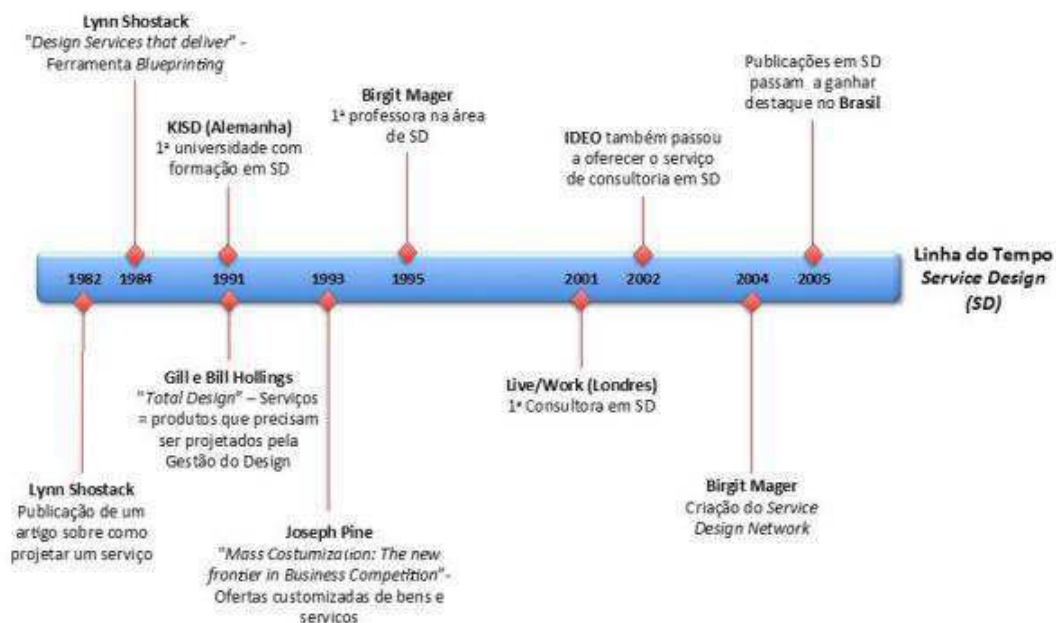 Lynn Shostack
"Design Services that deliver" -
Ferramenta Blueprinting
KISD (Alemanha)
1ª universidade com
formação em SD
Birgit Mager
1ª professora na área
de SD
IDEO também passou
a oferecer o serviço
de consultoria em SD
Publicações em SD
passam a ganhar
destaque no Brasil
1982 1984 1991 1993 1995 2001 2002 2004 2005
Linha do Tempo
Service Design
(SD)
Lynn Shostack
Publicação de um
artigo sobre como
projetar um serviço
Gill e Bill Hollings
"Total Design" – Serviços
= produtos que precisam
ser projetados pela
Gestão do Design
Joseph Pine
"Mass Costumization: The new
frontier in Business Competition"-
Ofertas customizadas de bens e
serviços
Live/Work (Londres)
1ª Consultora em SD
Birgit Mager
Criação do Service
Design Network